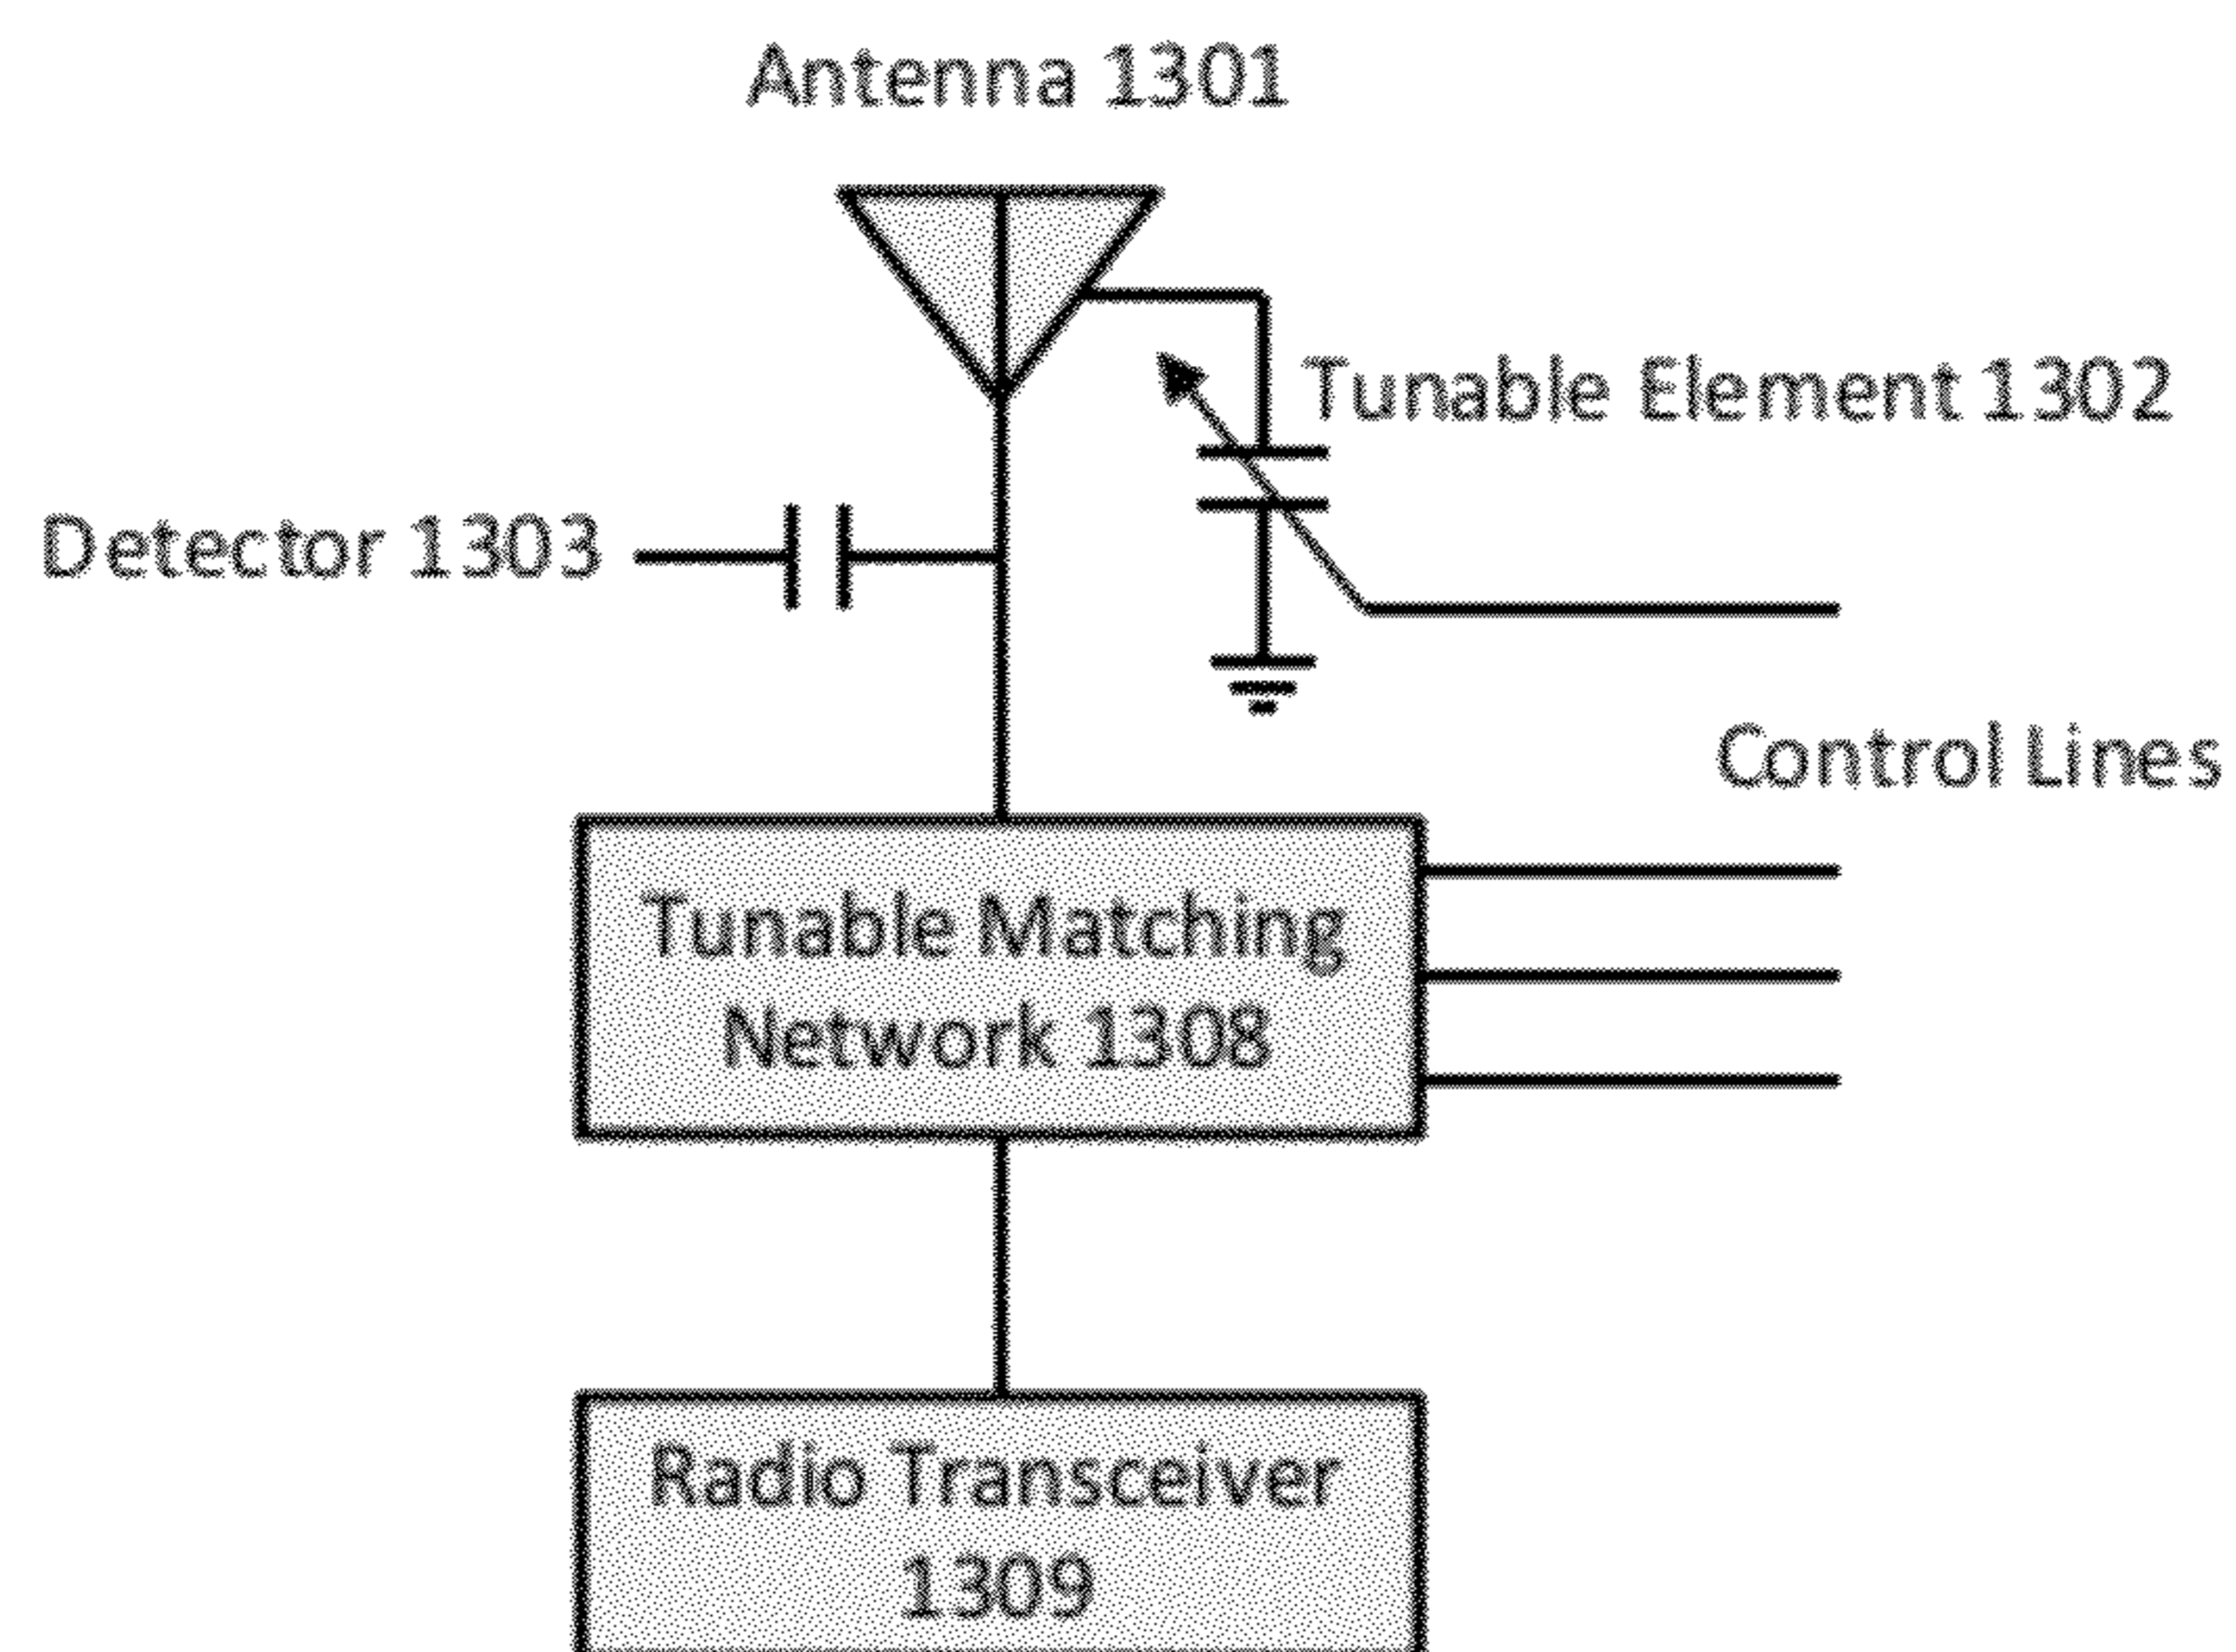 Antenna 1301
Tunable Element 1302
Detector 1303
Control Lines
Tunable Matching
Network 1308
Radio Transceiver
1309